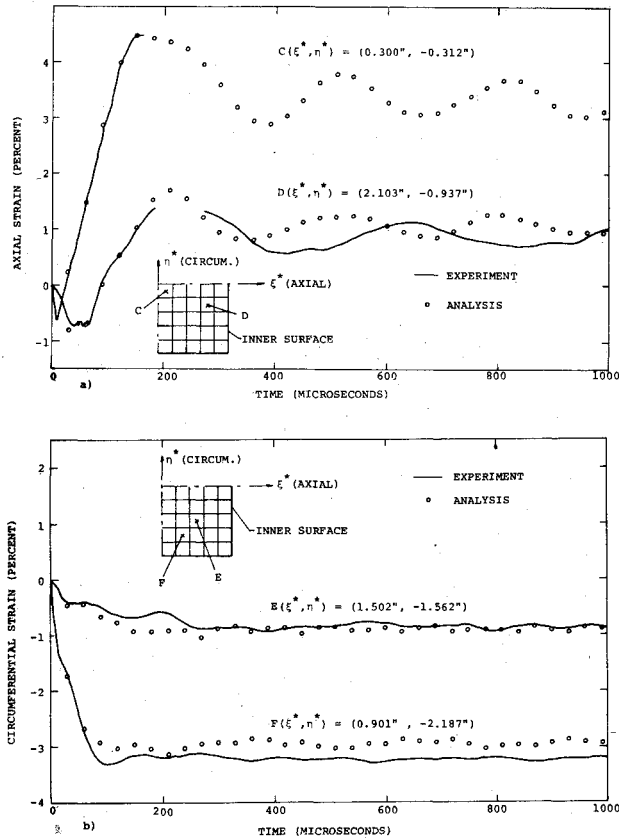 C(ξ*,η*) = (0.300", -0.312")
D(ξ*,η*) = (2.103", -0.937")
AXIAL STRAIN (PERCENT)
4
3
2
1
0
-1
η*(CIRCUM.)
ξ*(AXIAL)
C
D
INNER SURFACE
EXPERIMENT
ANALYSIS
0
200
400
600
800
1000
a)
TIME (MICROSECONDS)
CIRCUMFERENTIAL STRAIN (PERCENT)
2
1
0
-1
-2
-3
-4
η*(CIRCUM.)
ξ*(AXIAL)
INNER SURFACE
F
E
EXPERIMENT
ANALYSIS
E(ξ*,η*) = (1.502", -1.562")
F(ξ*,η*) = (0.901" , -2.187")
0
200
400
600
800
1000
b)
TIME (MICROSECONDS)